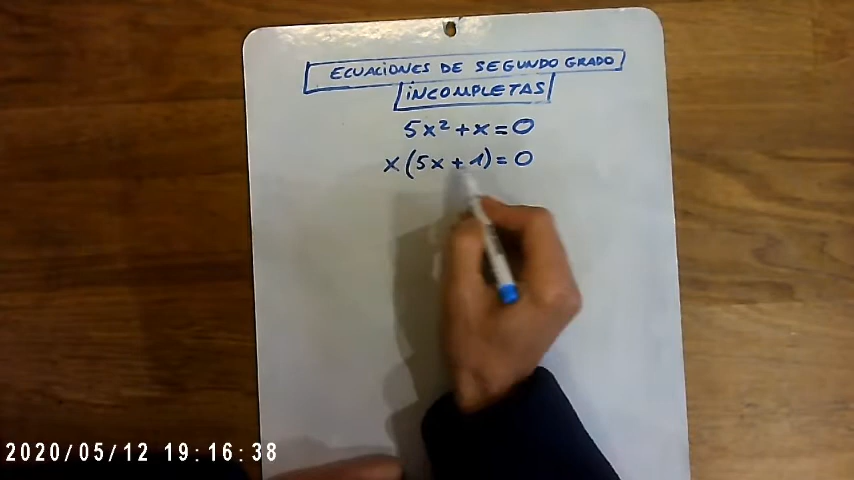 ECUACIONES DE SEGUNDO GRADO
INCOMPLETAS
5x²+x=0
x(5x+1)=0
2020/05/12 19:16:38